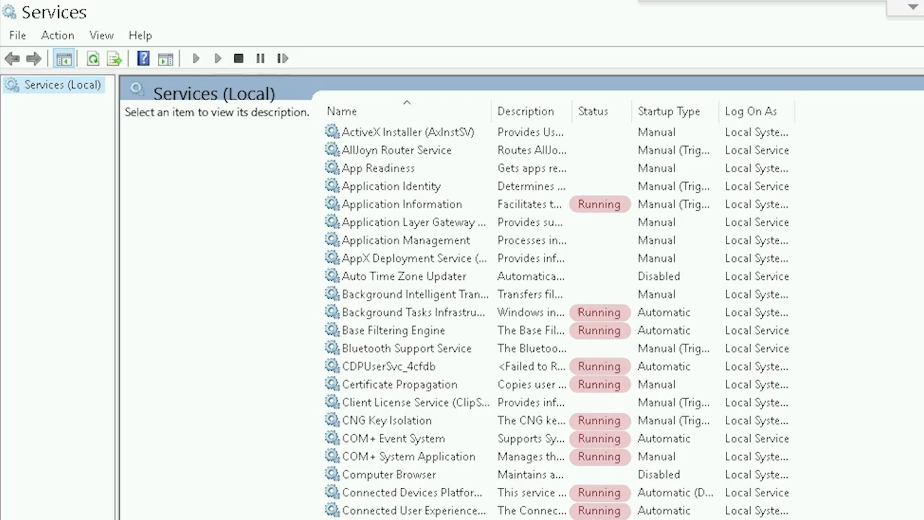 Services
File Action View Help
Services (Local)
Services (Local)
Select an item to view its description.
Name Description Status Startup Type Log On As
ActiveX Installer (AxInstSV) Provides Us... Manual Local Syste...
AllJoyn Router Service Routes AllJo... Manual (Trig... Local Service
App Readiness Gets apps re... Manual Local Syste...
Application Identity Determines ... Manual (Trig... Local Service
Application Information Facilitates t... Running Manual (Trig... Local Syste...
Application Layer Gateway ... Provides su... Manual Local Service
Application Management Processes in... Manual Local Syste...
AppX Deployment Service (... Provides inf... Manual Local Syste...
Auto Time Zone Updater Automatica... Disabled Local Service
Background Intelligent Tran... Transfers fil... Manual Local Syste...
Background Tasks Infrastru... Windows in... Running Automatic Local Syste...
Base Filtering Engine The Base Fil... Running Automatic Local Service
Bluetooth Support Service The Bluetoo... Manual (Trig... Local Service
CDPUserSvc_4cfdb <Failed to R... Running Automatic Local Syste...
Certificate Propagation Copies user ... Running Manual Local Syste...
Client License Service (ClipS... Provides inf... Manual (Trig... Local Syste...
CNG Key Isolation The CNG ke... Running Manual (Trig... Local Syste...
COM+ Event System Supports Sy... Running Automatic Local Service
COM+ System Application Manages th... Running Manual Local Syste...
Computer Browser Maintains a... Disabled Local Syste...
Connected Devices Platfor... This service ... Running Automatic (D... Local Service
Connected User Experience... The Connec... Running Automatic Local Syste...